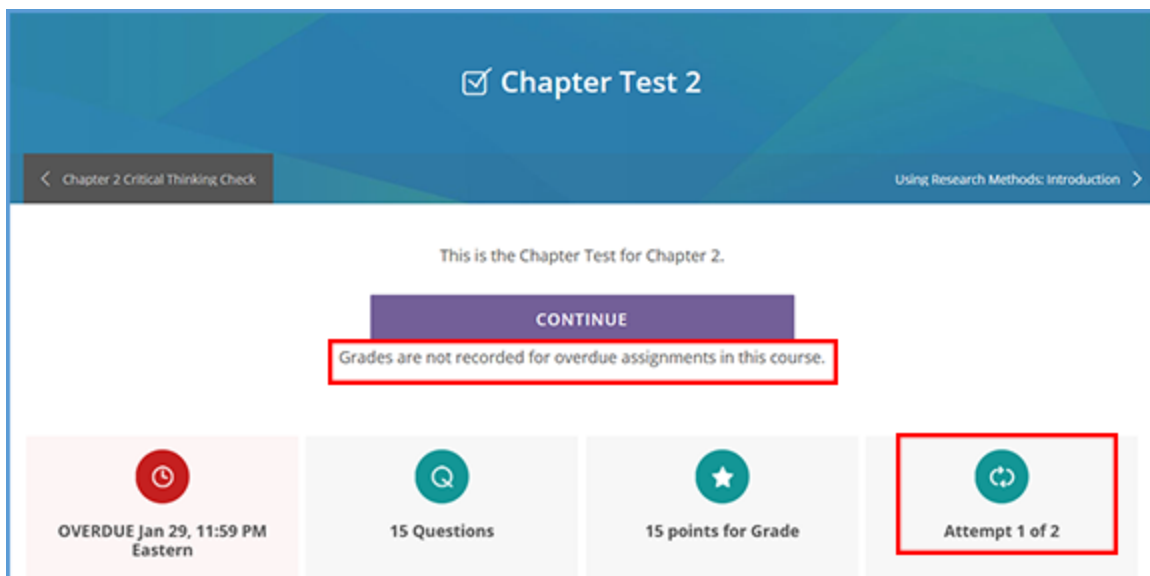 Chapter Test 2
Chapter 2 Critical Thinking Check
Using Research Methods: Introduction
This is the Chapter Test for Chapter 2.
CONTINUE
Grades are not recorded for overdue assignments in this course.
OVERDUE Jan 29, 11:59 PM
Eastern
15 Questions
15 points for Grade
Attempt 1 of 2